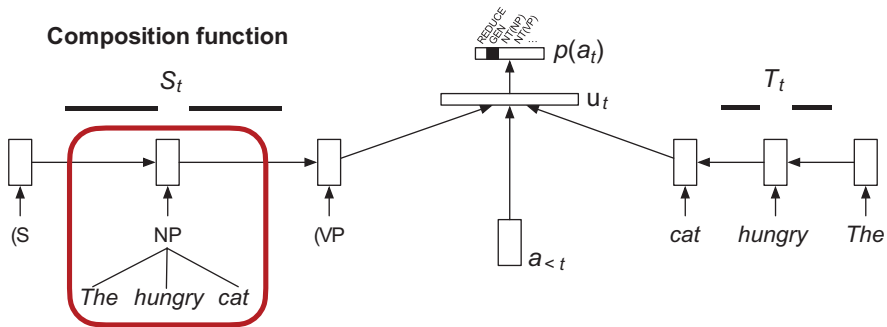 Composition function
REDUCE
GEN
NT(NP)
NT(VP)
...
p(a_t)
S_t
u_t
T_t
(S
NP
(VP
cat
hungry
The
a_{<t}
The hungry cat